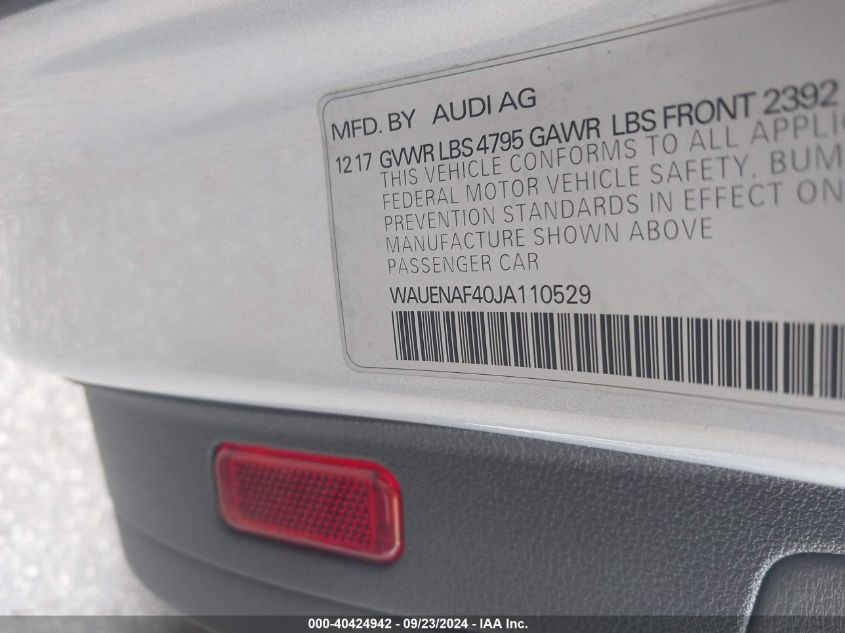 MFD. BY AUDI AG
12 17 GVWR LBS 4795 GAWR LBS FRONT 2392
THIS VEHICLE CONFORMS TO ALL
FEDERAL MOTOR VEHICLE SAFETY,
PREVENTION STANDARDS IN EFFECT ON
MANUFACTURE SHOWN ABOVE
PASSENGER CAR
WAUENAF40JA110529
000-40424942 - 09/23/2024 - IAA Inc.